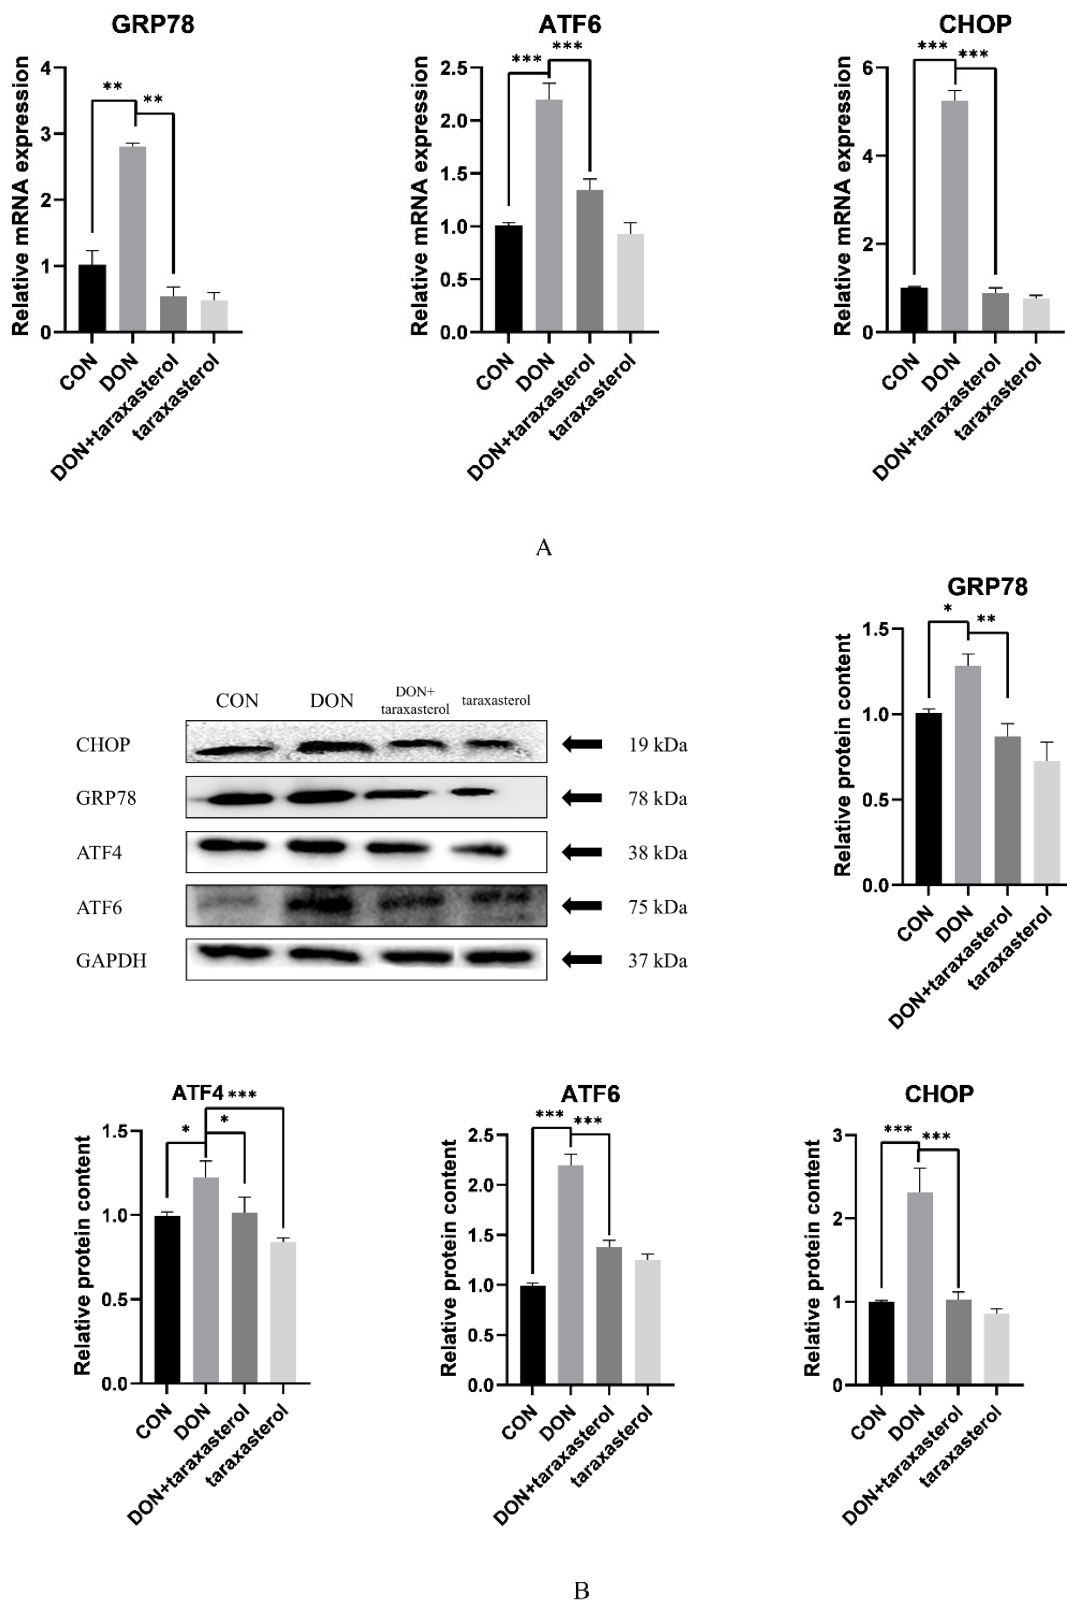 GRP78
ATF6
CHOP
Relative mRNA expression
4
3
2
1
0
** **
CON
DON
DON+taraxasterol
taraxasterol
Relative mRNA expression
2.5
2.0
1.5
1.0
0.5
0.0
*** ***
CON
DON
DON+taraxasterol
taraxasterol
Relative mRNA expression
6
4
2
0
*** ***
CON
DON
DON+taraxasterol
taraxasterol
A
CON DON DON+ taraxasterol
taraxasterol
CHOP 19 kDa
GRP78 78 kDa
ATF4 38 kDa
ATF6 75 kDa
GAPDH 37 kDa
GRP78
Relative protein content
1.5
1.0
0.5
0.0
* **
CON
DON
DON+taraxasterol
taraxasterol
ATF4
Relative protein content
1.5
1.0
0.5
0.0
* * ***
CON
DON
DON+taraxasterol
taraxasterol
ATF6
Relative protein content
2.5
2.0
1.5
1.0
0.5
0.0
*** ***
CON
DON
DON+taraxasterol
taraxasterol
CHOP
Relative protein content
3
2
1
0
*** ***
CON
DON
DON+taraxasterol
taraxasterol
B